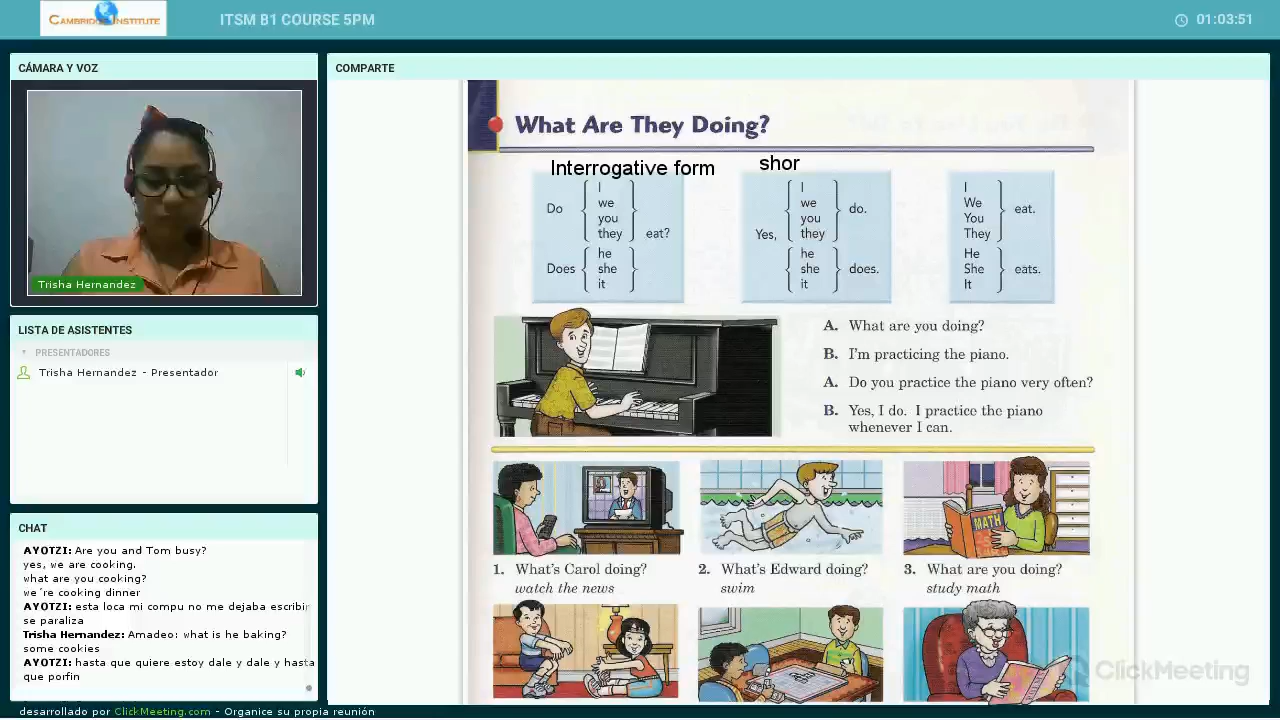 CAMBRIDGE INSTITUTE
ITSM B1 COURSE 5PM
01:03:51
CÁMARA Y VOZ
Trisha Hernandez
LISTA DE ASISTENTES
PRESENTADORES
Trisha Hernandez - Presentador
CHAT
AYOTZI: Are you and Tom busy?
yes, we are cooking.
what are you cooking?
we´re cooking dinner
AYOTZI: esta loca mi compu no me dejaba escribir
se paraliza
Trisha Hernandez: Amadeo: what is he baking?
some cookies
AYOTZI: hasta que quiere estoy dale y dale y hasta
que porfin
COMPARTE
What Are They Doing?
Interrogative form
shor
Do
I
we
you
they
Does
he
she
it
eat?
Yes,
I
we
you
they
do.
he
she
it
does.
I
We
You
They
eat.
He
She
It
eats.
A. What are you doing?
B. I'm practicing the piano.
A. Do you practice the piano very often?
B. Yes, I do. I practice the piano
whenever I can.
MATH
1. What's Carol doing?
watch the news
2. What's Edward doing?
swim
3. What are you doing?
study math
ClickMeeting
desarrollado por ClickMeeting.com - Organice su propia reunión